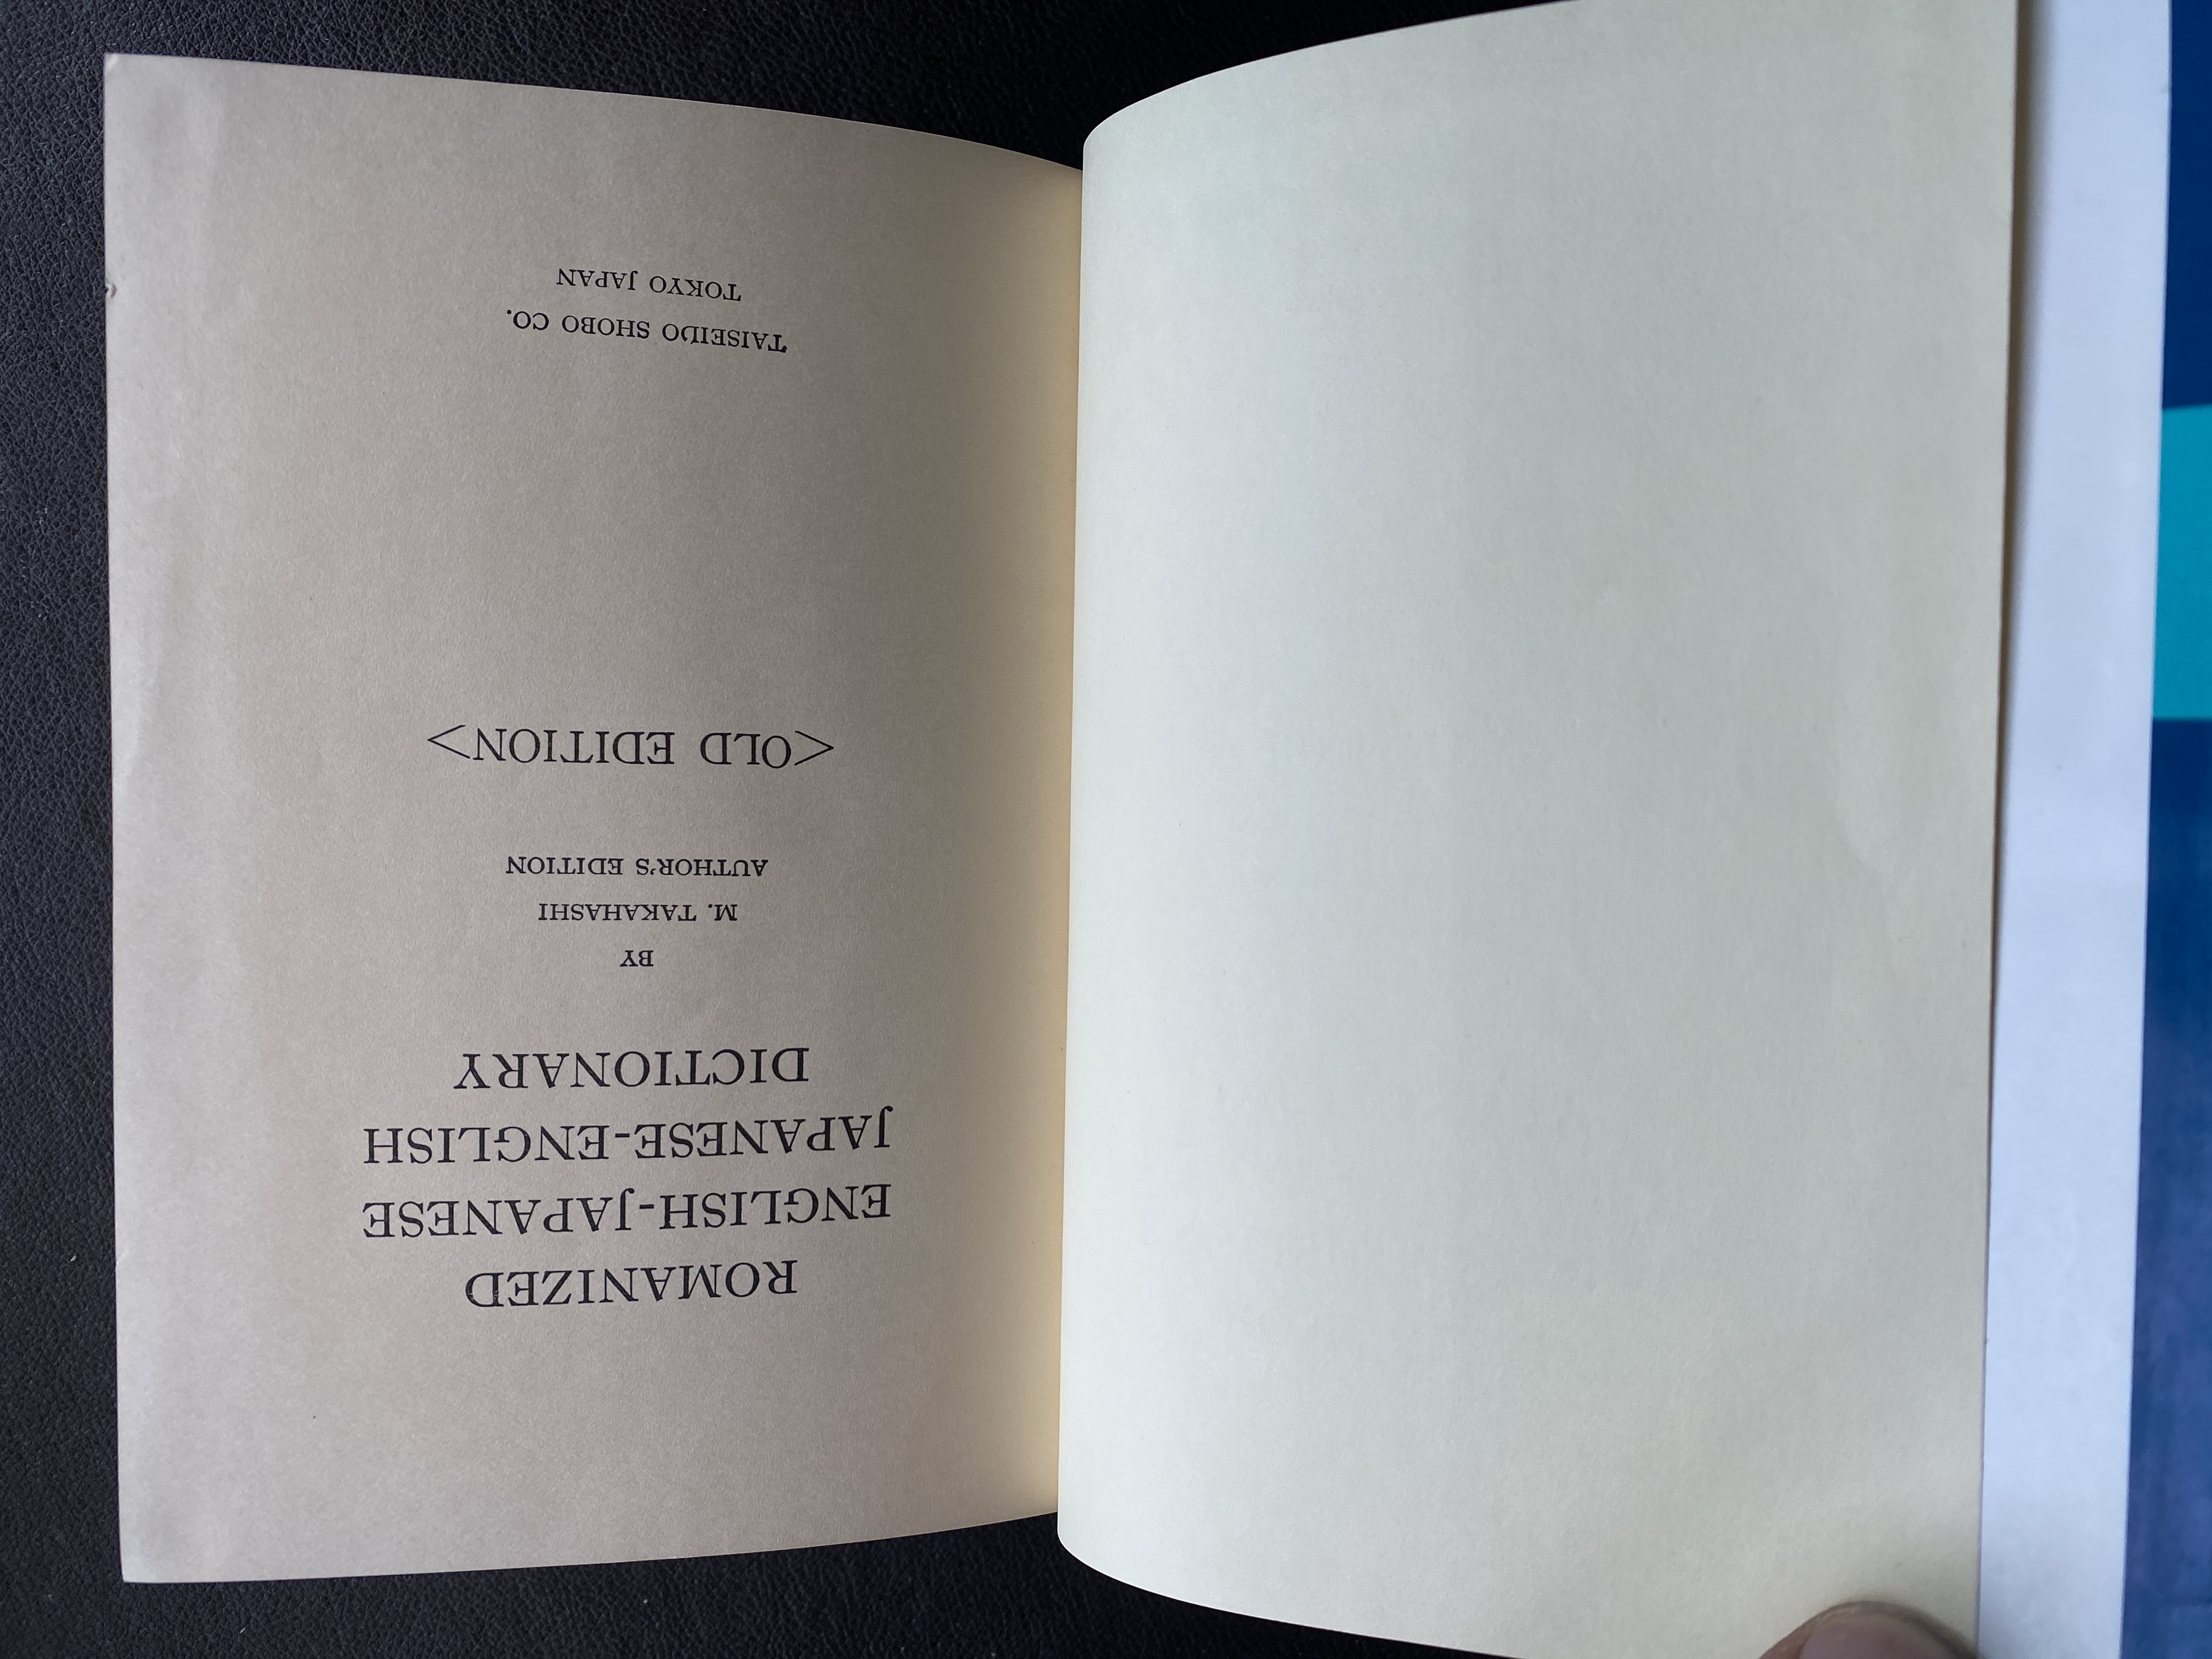 ROMANIZED
ENGLISH-JAPANESE
JAPANESE-ENGLISH
DICTIONARY
BY
M. TAKAHASHI
AUTHOR'S EDITION
<OLD EDITION>
TAISEIDO SHOBO CO.
TOKYO JAPAN